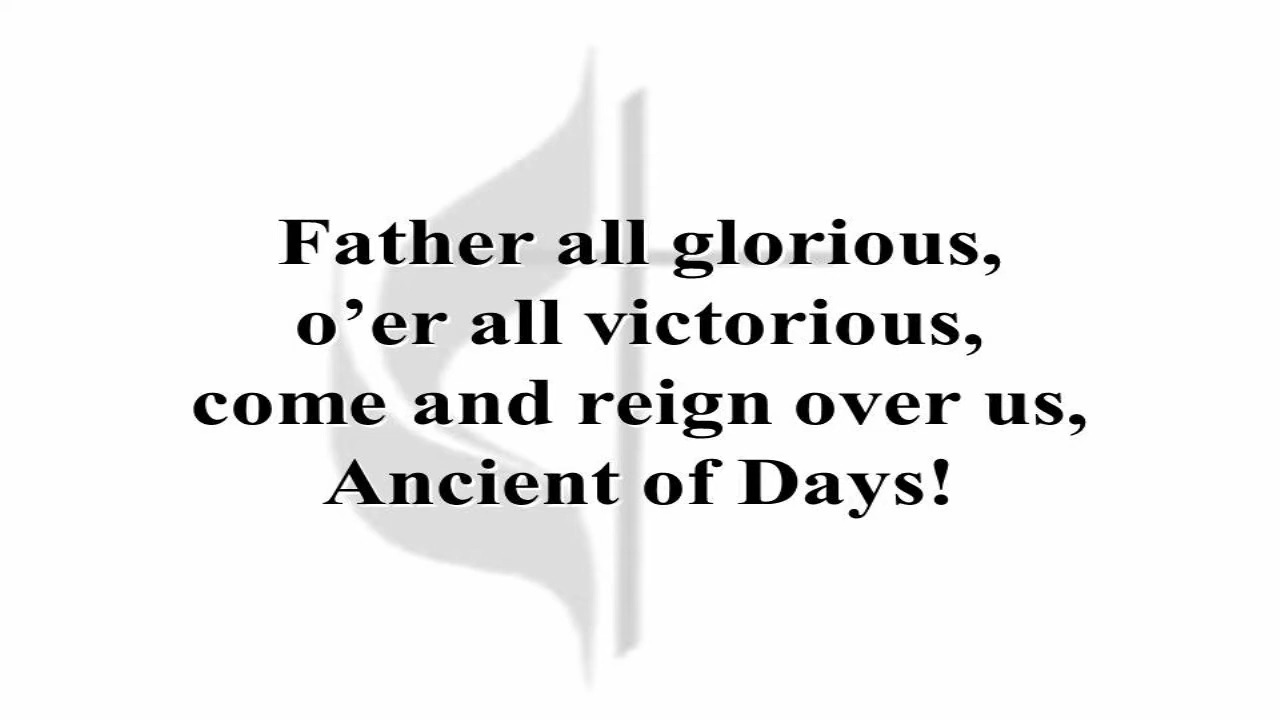 Father all glorious,
o’er all victorious,
come and reign over us,
Ancient of Days!